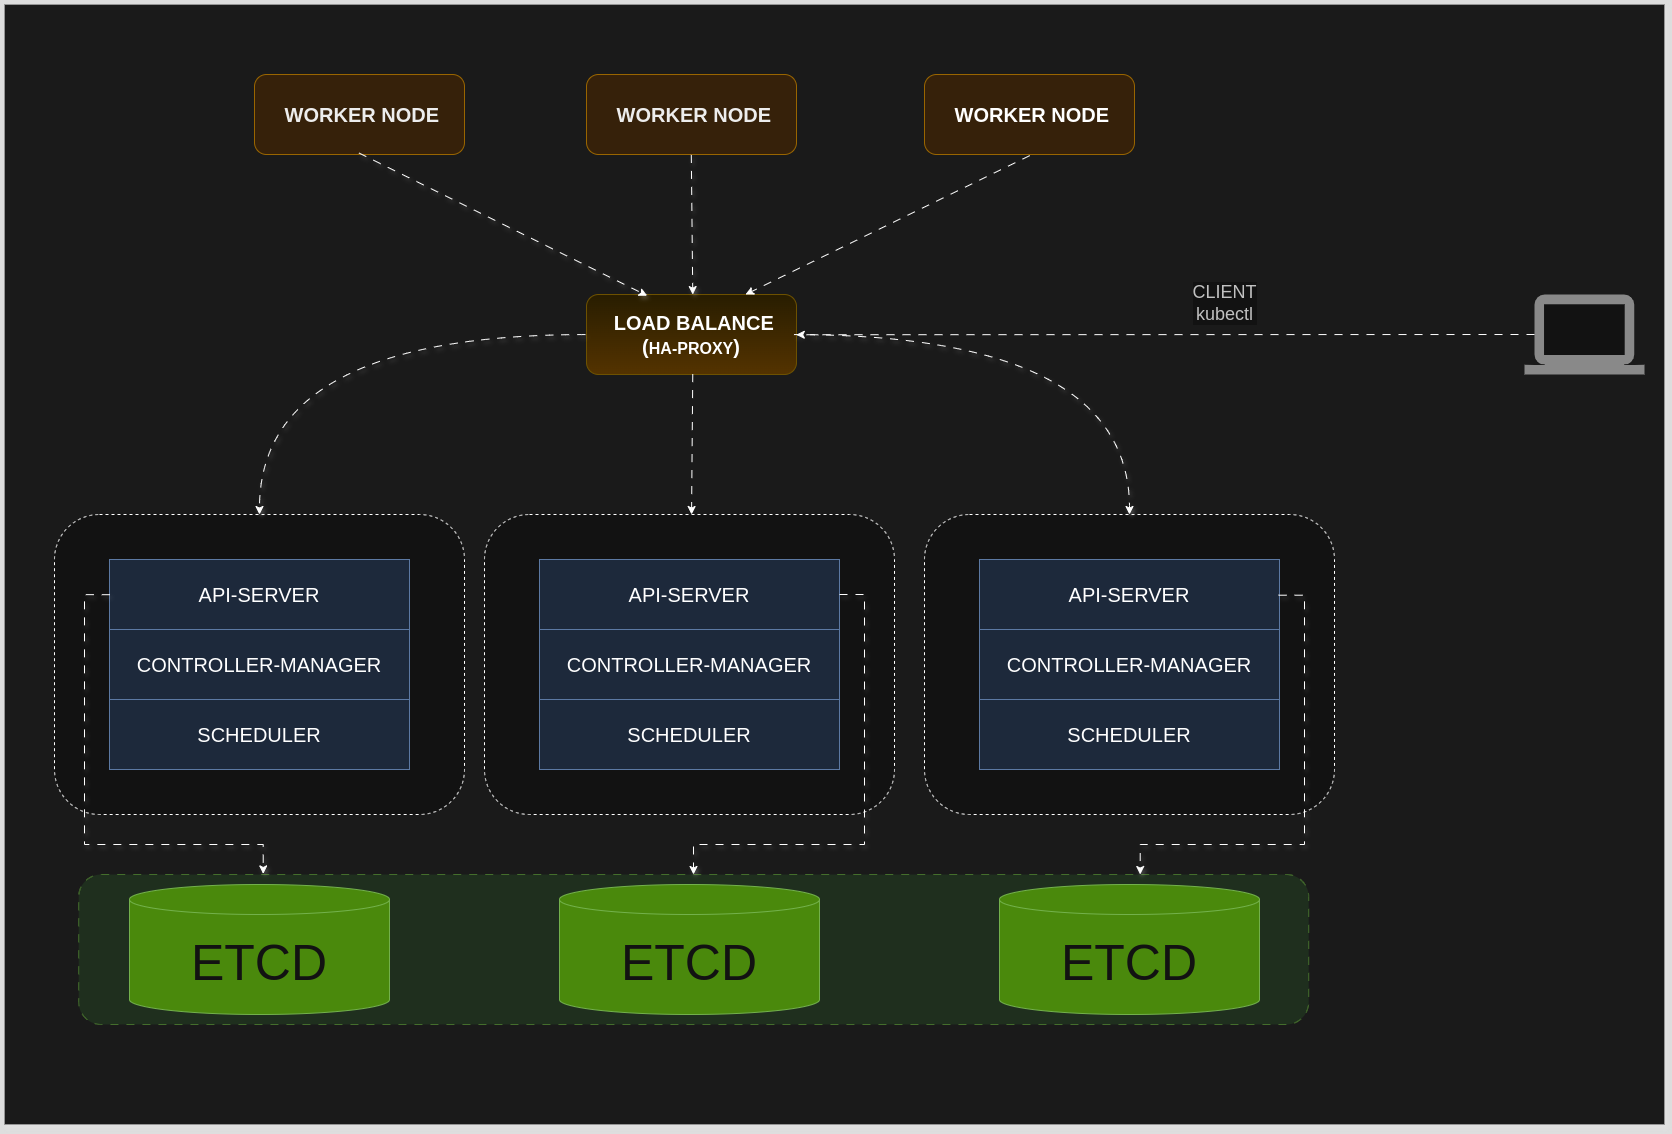 WORKER NODE
WORKER NODE
WORKER NODE
LOAD BALANCE
(HA-PROXY)
CLIENT
kubectl
API-SERVER
CONTROLLER-MANAGER
SCHEDULER
API-SERVER
CONTROLLER-MANAGER
SCHEDULER
API-SERVER
CONTROLLER-MANAGER
SCHEDULER
ETCD
ETCD
ETCD